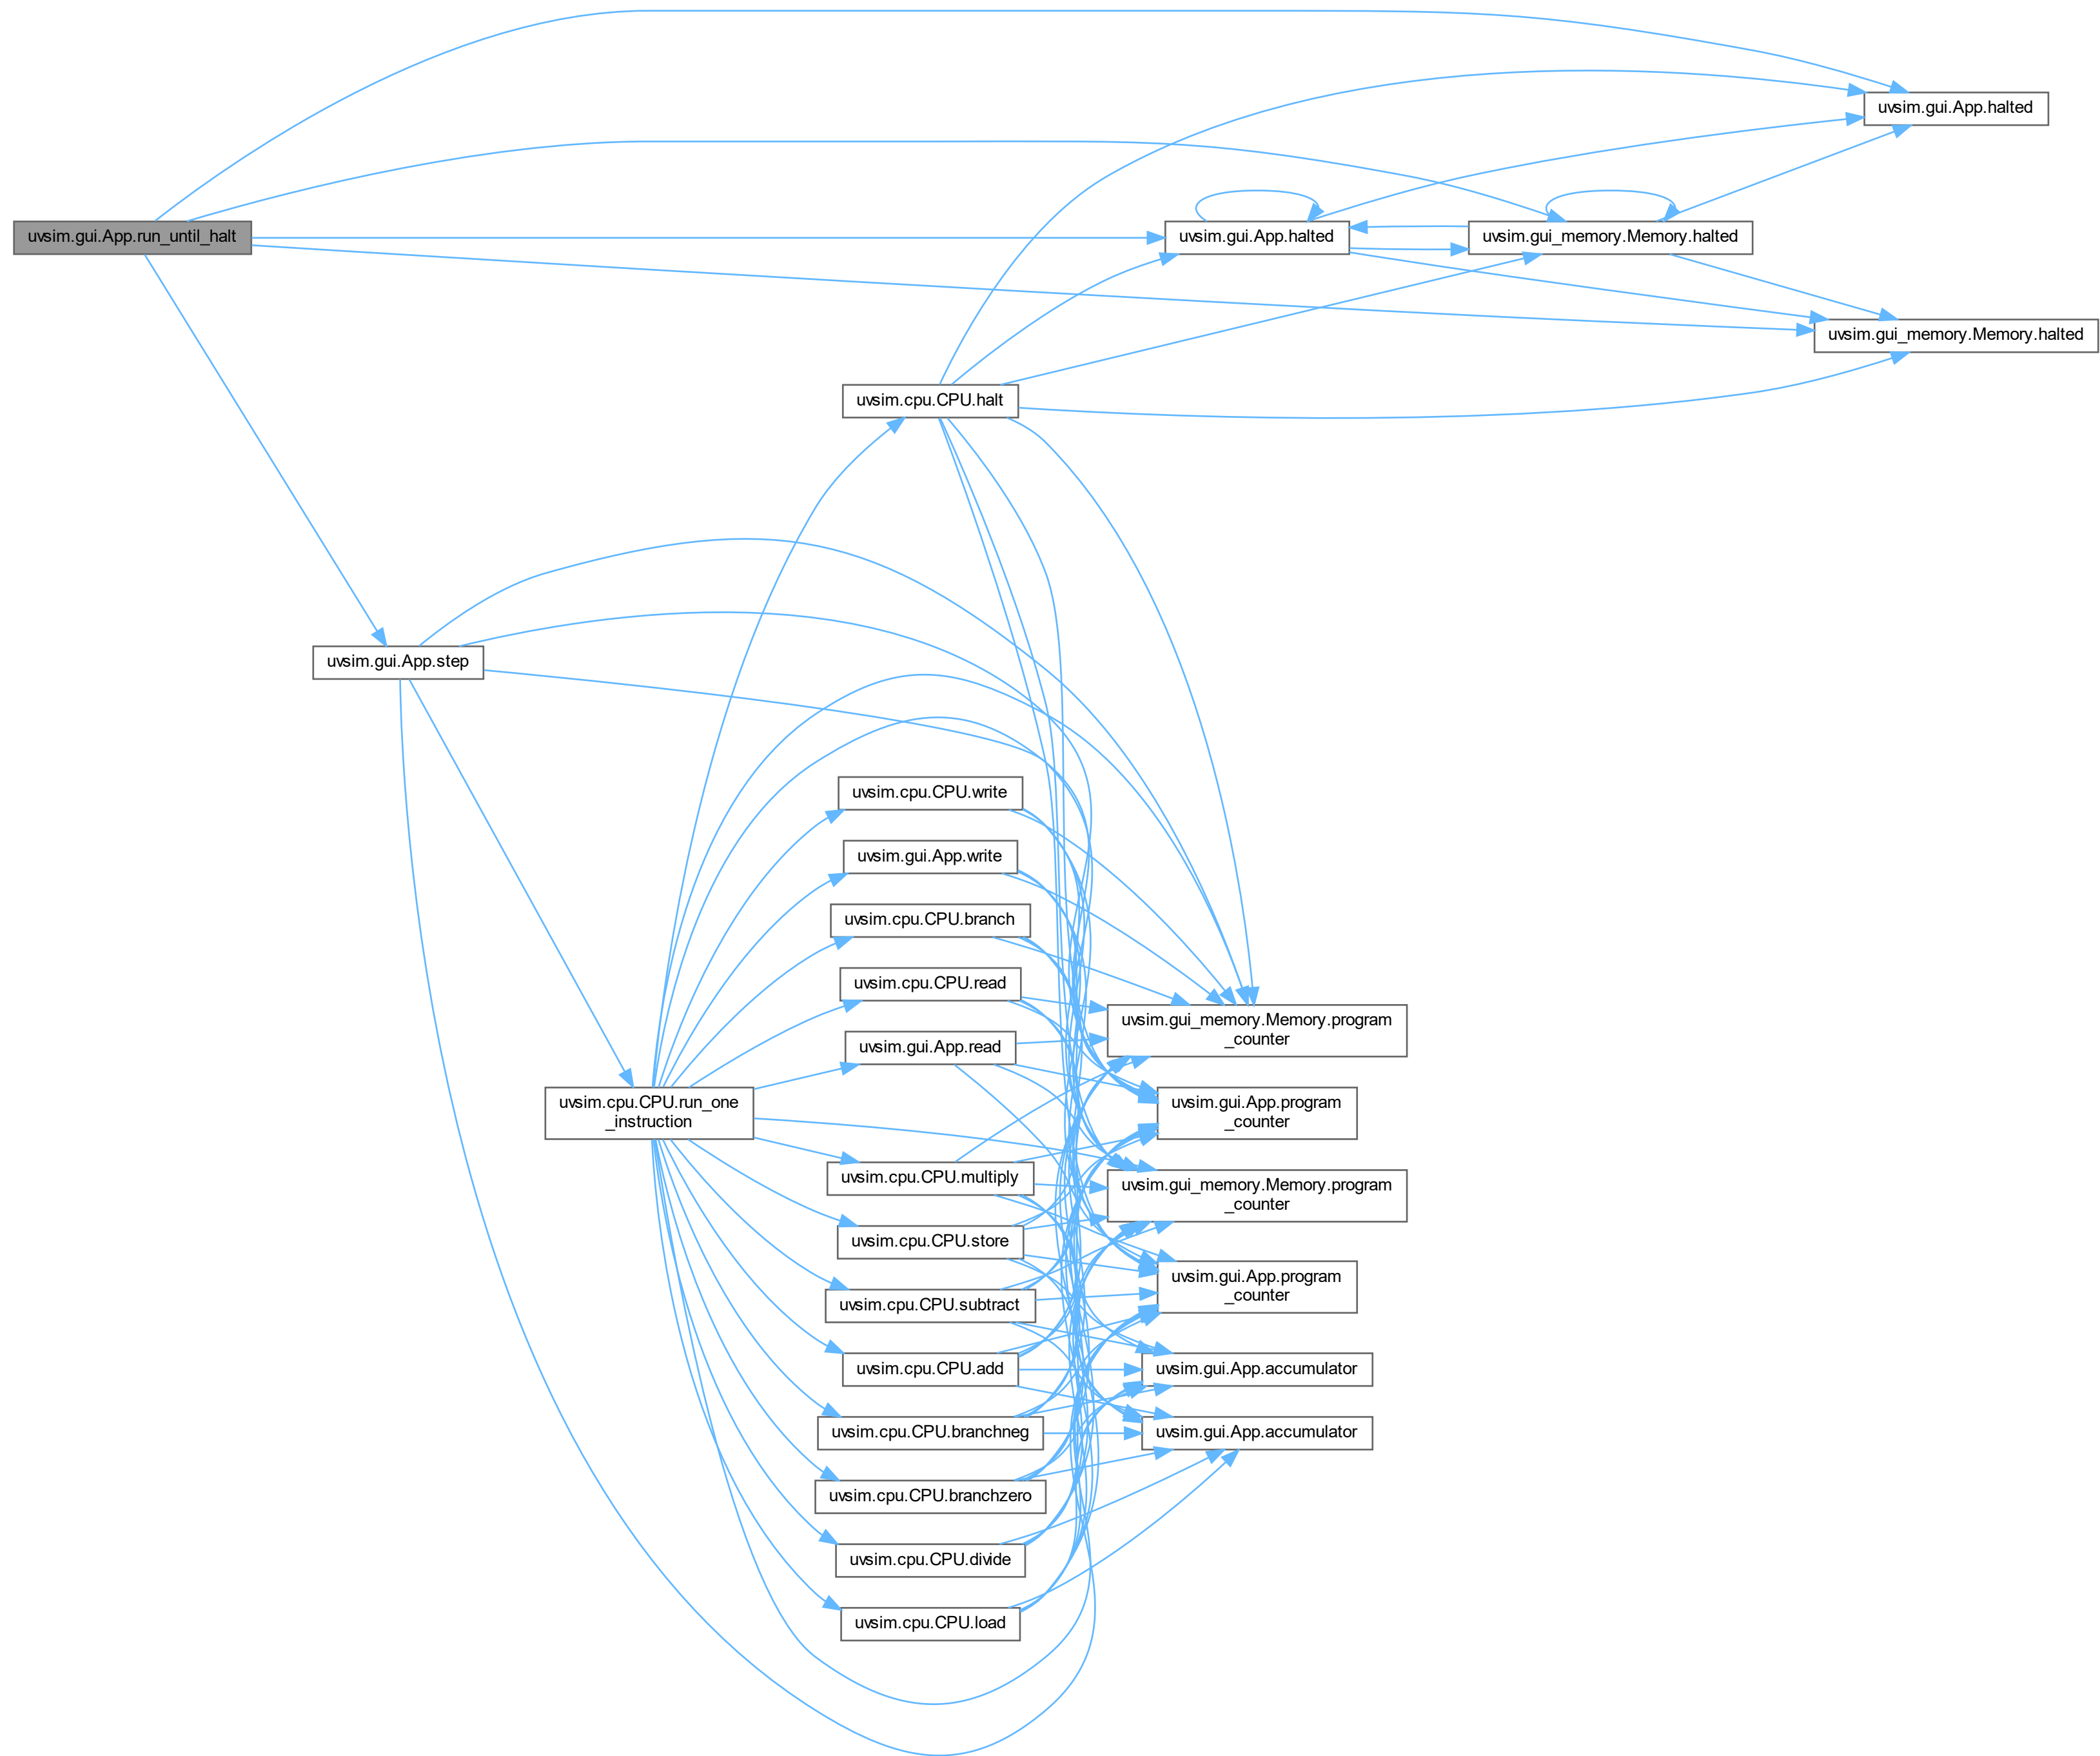 uvsim.gui.App.halted
uvsim.gui.App.run_until_halt
uvsim.gui.App.halted
uvsim.gui_memory.Memory.halted
uvsim.gui_memory.Memory.halted
uvsim.cpu.CPU.halt
uvsim.gui.App.step
uvsim.cpu.CPU.write
uvsim.gui.App.write
uvsim.cpu.CPU.branch
uvsim.cpu.CPU.read
uvsim.gui_memory.Memory.program
_counter
uvsim.gui.App.read
uvsim.cpu.CPU.run_one
_instruction
uvsim.gui.App.program
_counter
uvsim.cpu.CPU.multiply
uvsim.gui_memory.Memory.program
_counter
uvsim.cpu.CPU.store
uvsim.gui.App.program
_counter
uvsim.cpu.CPU.subtract
uvsim.cpu.CPU.add
uvsim.gui.App.accumulator
uvsim.cpu.CPU.branchneg
uvsim.gui.App.accumulator
uvsim.cpu.CPU.branchzero
uvsim.cpu.CPU.divide
uvsim.cpu.CPU.load